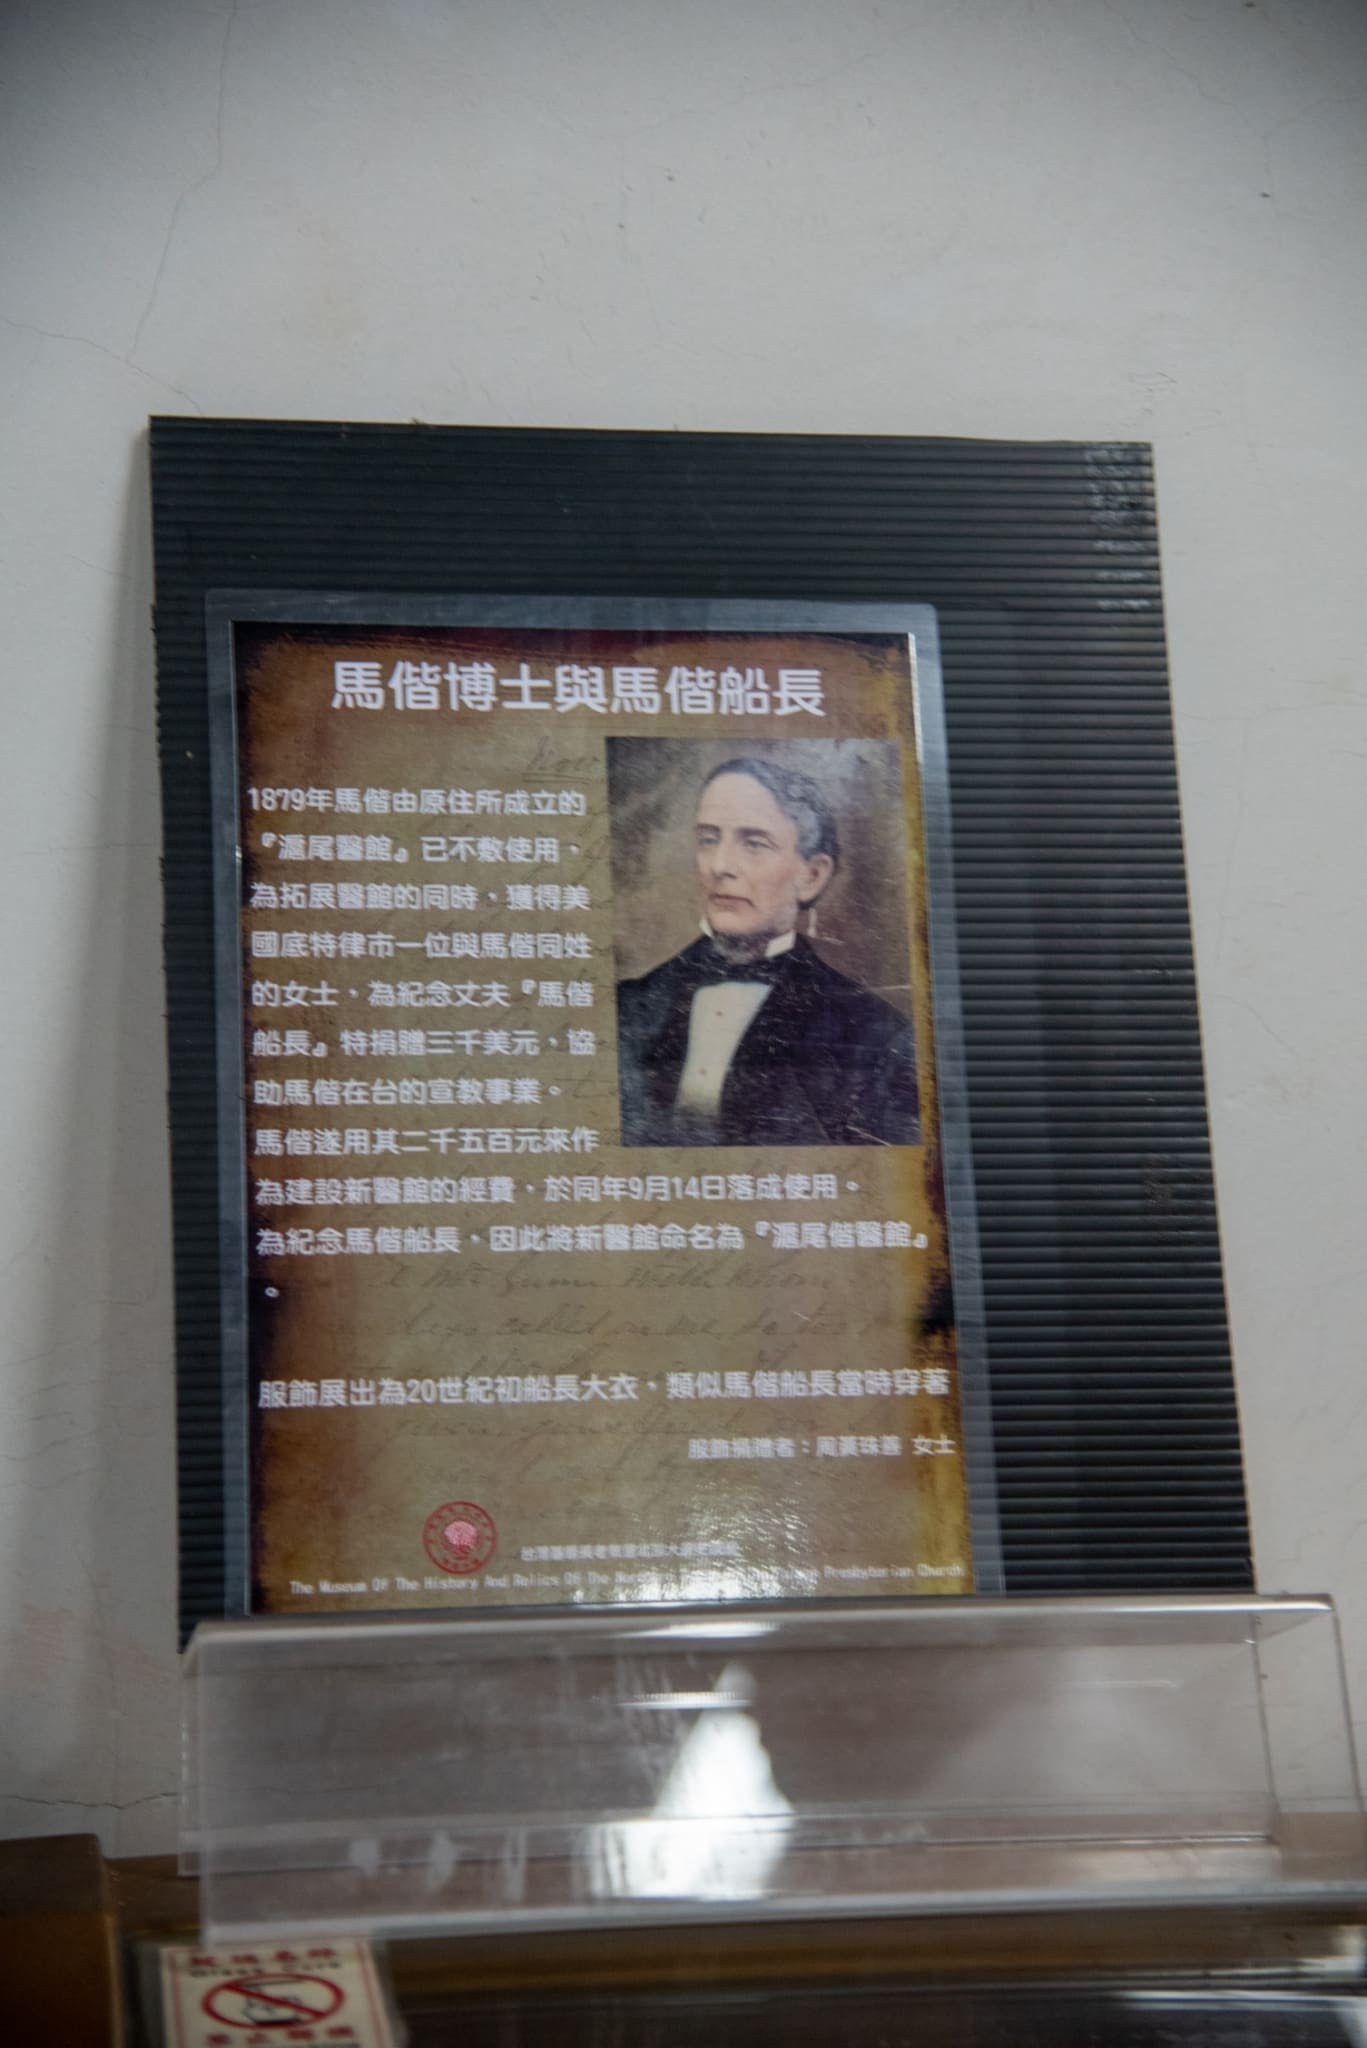 馬偕博士與馬偕船長
1879年馬偕由原住所成立的
『滬尾醫館』已不敷使用，
為拓展醫館的同時，獲得美
國底特律市一位與馬偕同姓
的女士，為紀念丈夫『馬偕
船長』特捐贈三千美元，協
助馬偕在台的宣教事業。
馬偕遂用其二千五百元來作
為建設新醫館的經費，於同年9月14日落成使用。
為紀念馬偕船長，因此將新醫館命名為『滬尾偕醫館』
。
服飾展出為20世紀初船長大衣，類似馬偕船長當時穿著
服飾捐贈者：周黃珠善 女士
台灣基督長老教會北部大會
The Museum Of The History And Relics Of The Presbyterian Church